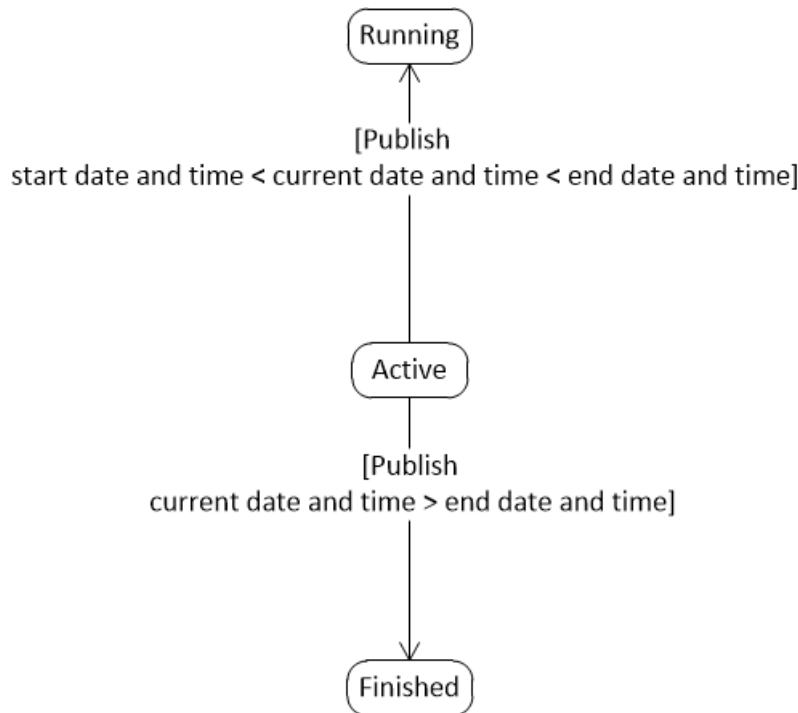 Running
[Publish
start date and time < current date and time < end date and time]
Active
[Publish
current date and time > end date and time]
Finished